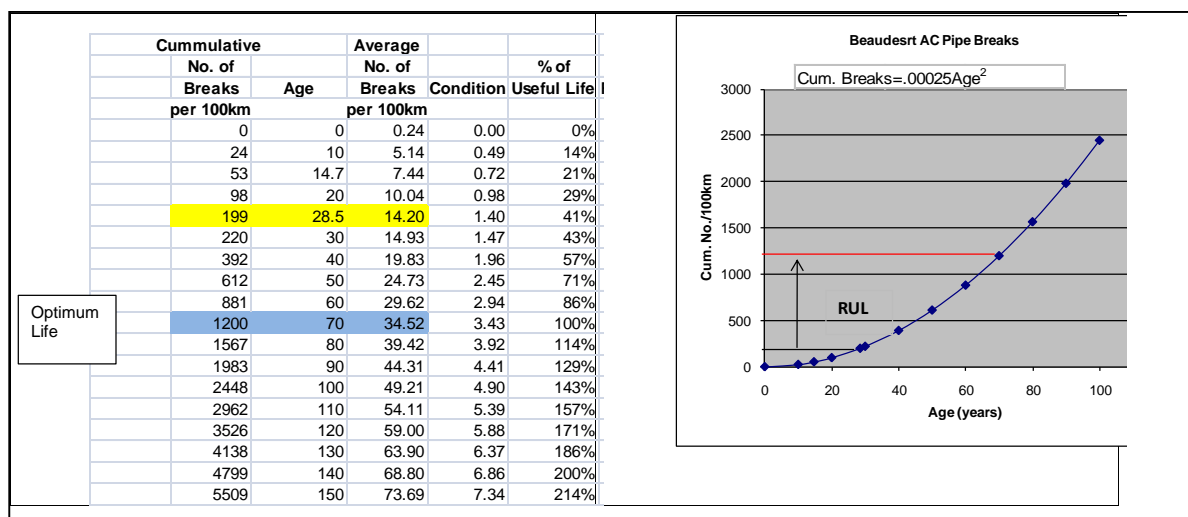 Cummulative Average
No. of No. of % of
Breaks Age Breaks Condition Useful Life
per 100km per 100km
0 0 0.24 0.00 0%
24 10 5.14 0.49 14%
53 14.7 7.44 0.72 21%
98 20 10.04 0.98 29%
199 28.5 14.20 1.40 41%
220 30 14.93 1.47 43%
392 40 19.83 1.96 57%
612 50 24.73 2.45 71%
881 60 29.62 2.94 86%
1200 70 34.52 3.43 100%
1567 80 39.42 3.92 114%
1983 90 44.31 4.41 129%
2448 100 49.21 4.90 143%
2962 110 54.11 5.39 157%
3526 120 59.00 5.88 171%
4138 130 63.90 6.37 186%
4799 140 68.80 6.86 200%
5509 150 73.69 7.34 214%
Optimum
Life
Beaudesrt AC Pipe Breaks
Cum. Breaks=.00025Age²
Cum. No./100km
3000
2500
2000
1500
1000
500
0
RUL
0 20 40 60 80 100
Age (years)